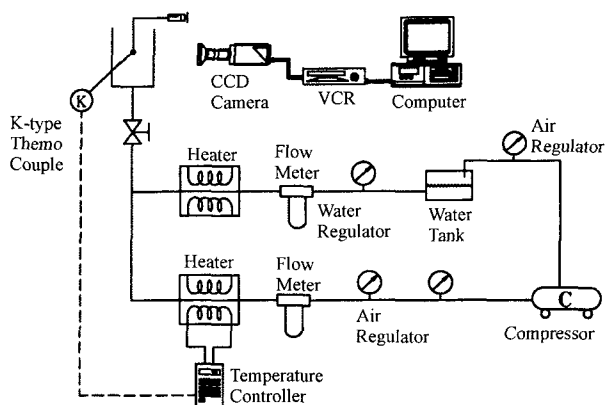 K
K-type
Themo
Couple
CCD
Camera
VCR
Computer
Heater
Flow
Meter
Water
Regulator
Water
Tank
Air
Regulator
Heater
Flow
Meter
Air
Regulator
C
Compressor
Temperature
Controller